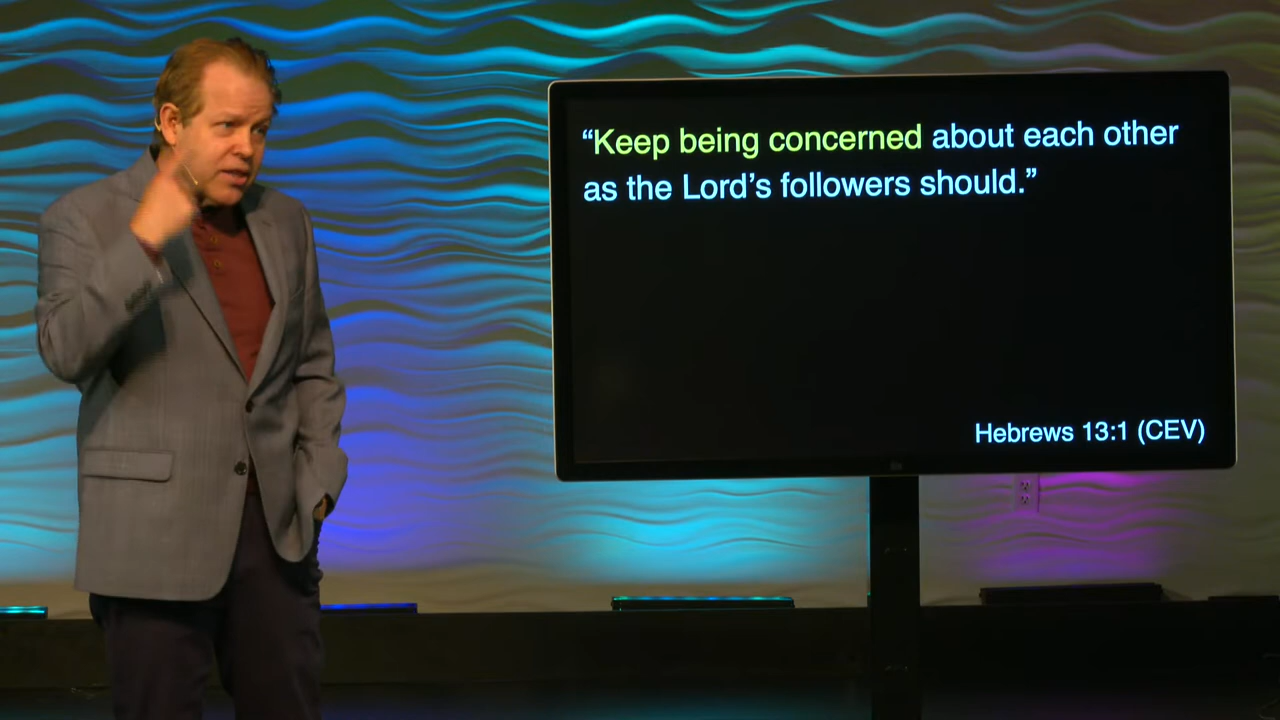 “Keep being concerned about each other
as the Lord’s followers should.”
Hebrews 13:1 (CEV)